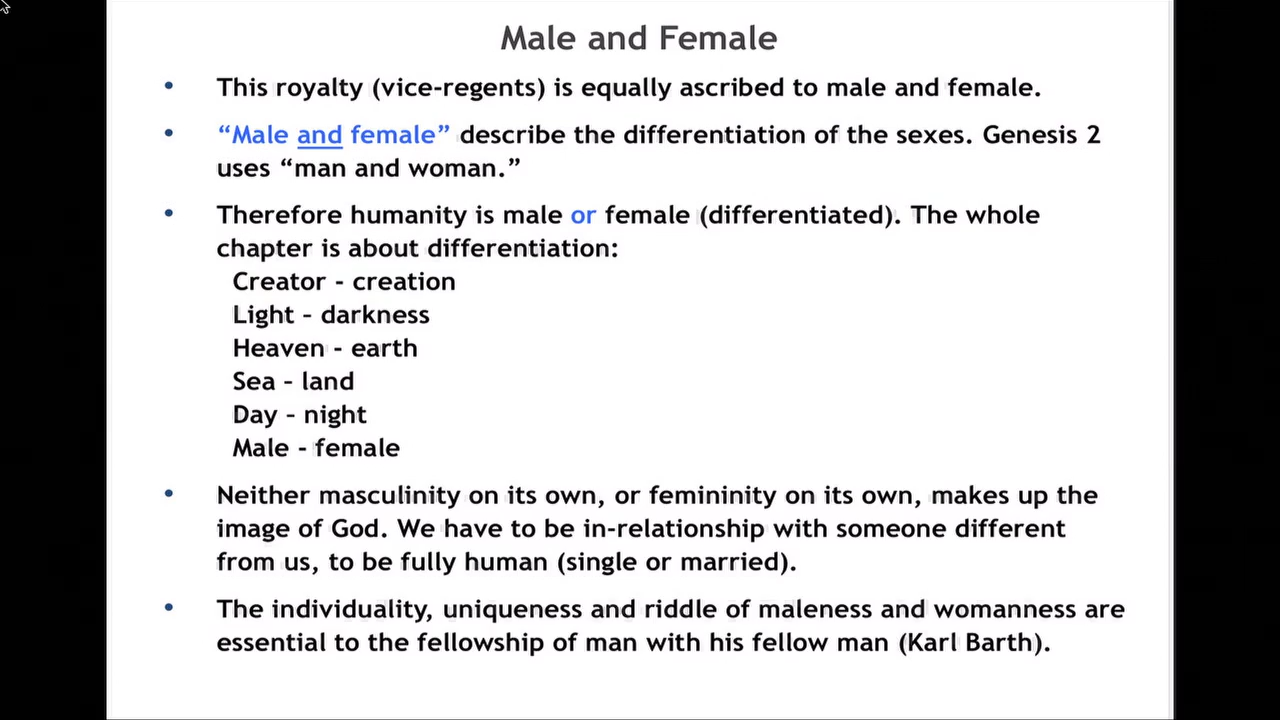 Male and Female
• This royalty (vice-regents) is equally ascribed to male and female.
• “Male and female” describe the differentiation of the sexes. Genesis 2
uses “man and woman.”
• Therefore humanity is male or female (differentiated). The whole
chapter is about differentiation:
Creator - creation
Light – darkness
Heaven - earth
Sea – land
Day – night
Male - female
• Neither masculinity on its own, or femininity on its own, makes up the
image of God. We have to be in-relationship with someone different
from us, to be fully human (single or married).
• The individuality, uniqueness and riddle of maleness and womanness are
essential to the fellowship of man with his fellow man (Karl Barth).